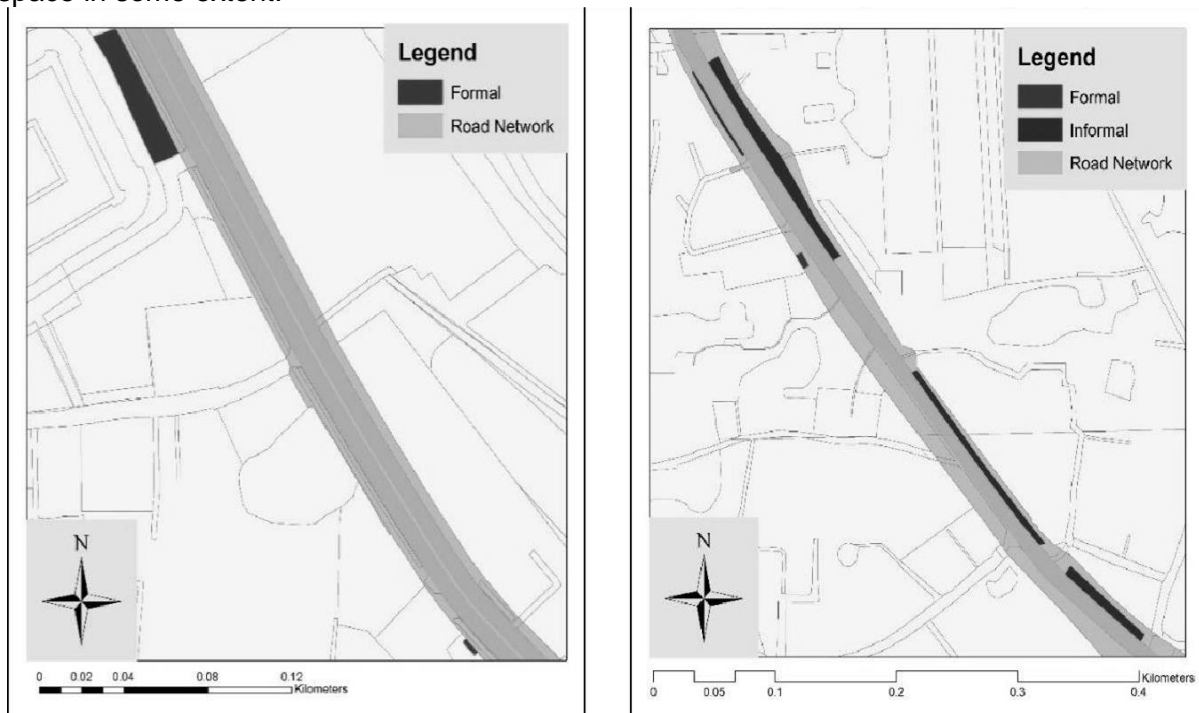 space in some extent.
Legend
Formal
Road Network
N
0 0.02 0.04 0.08 0.12
Kilometers
Legend
Formal
Informal
Road Network
N
Kilometers
0 0.05 0.1 0.2 0.3 0.4